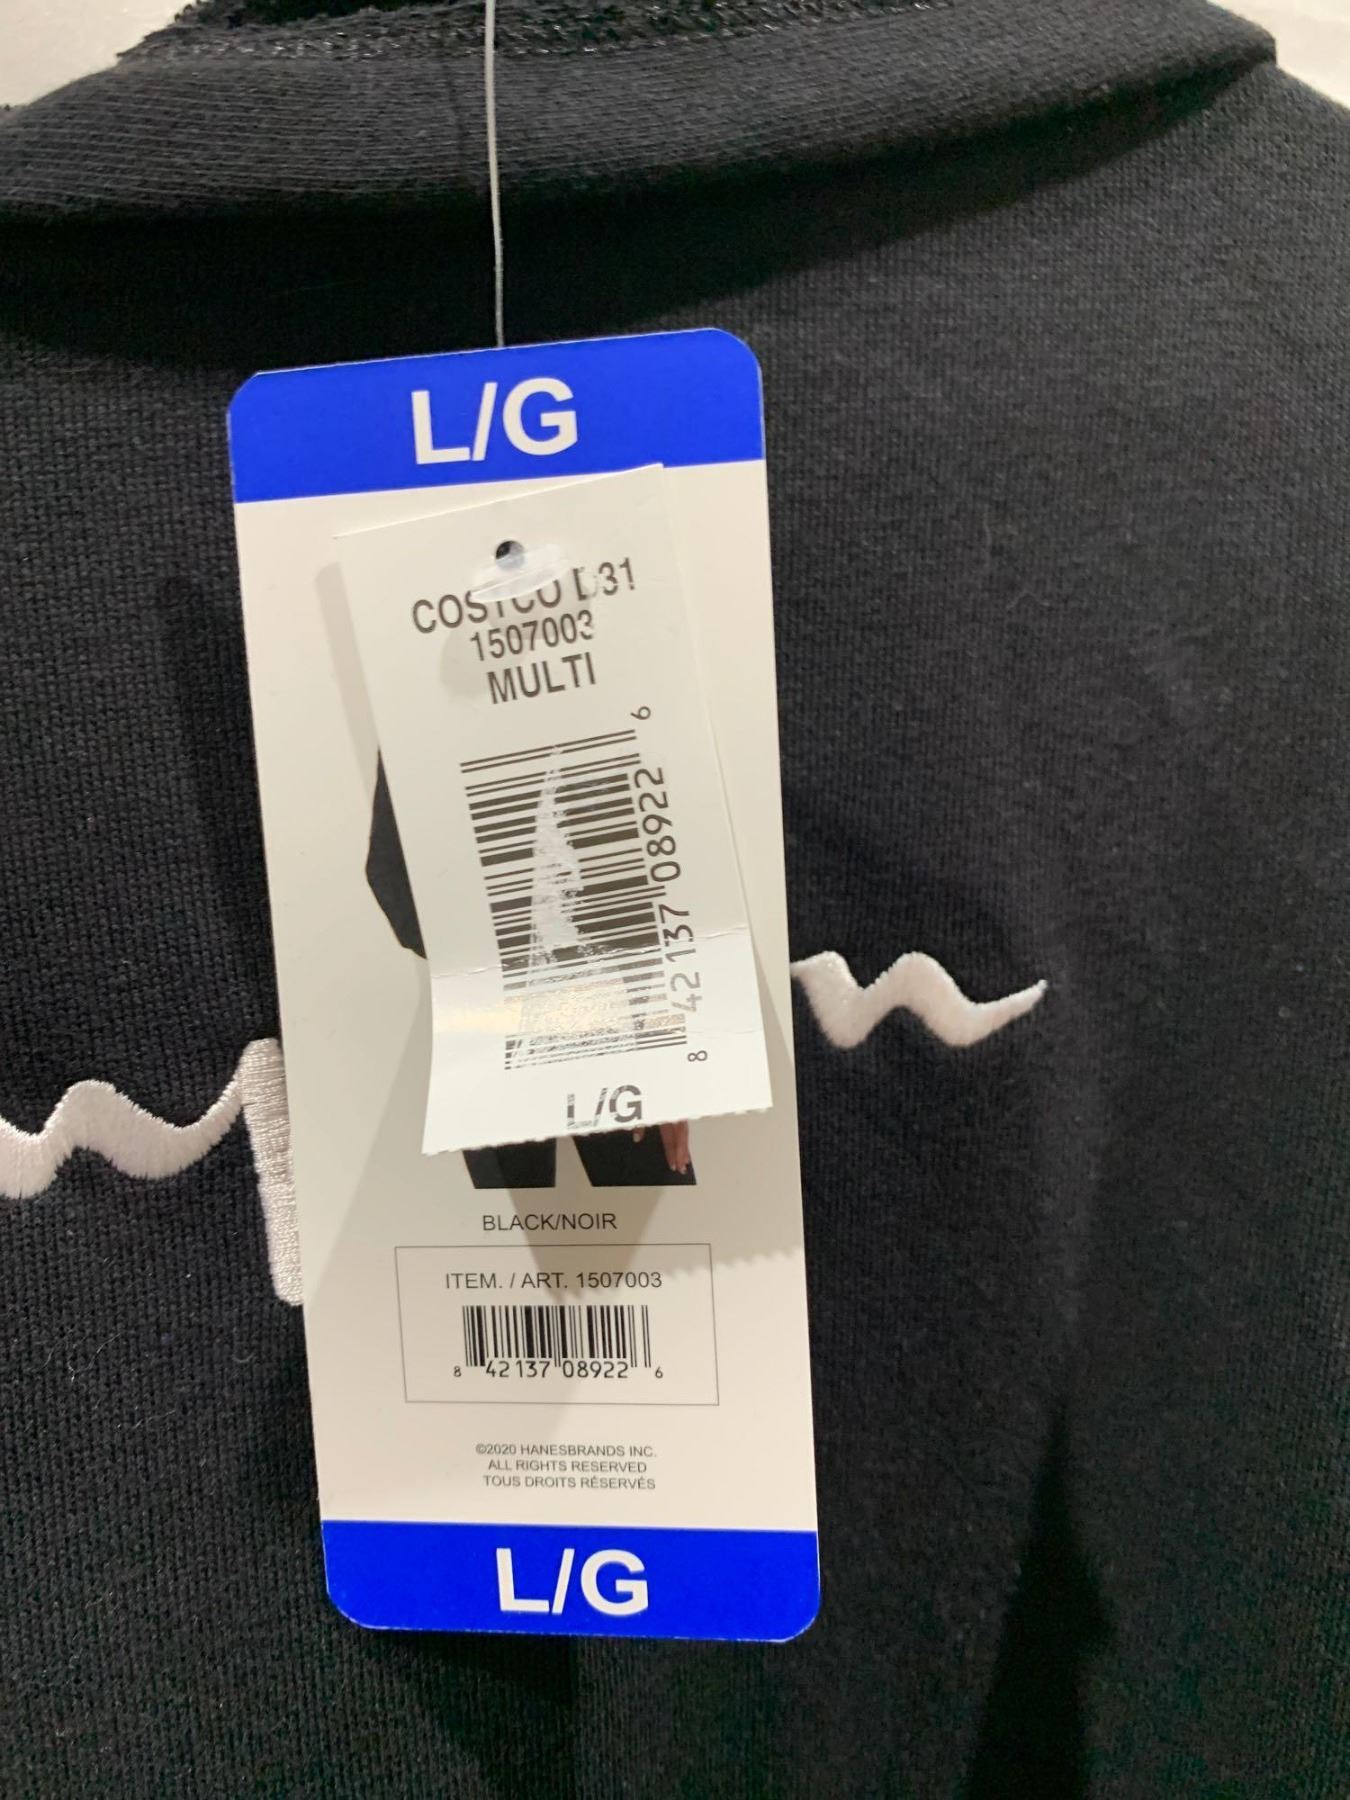 L/G
COSTCO D31
1507003
MULTI
8 42137 08922 6
L/G
BLACK/NOIR
ITEM. / ART. 1507003
8 42137 08922 6
©2020 HANESBRANDS INC.
ALL RIGHTS RESERVED
TOUS DROITS RÉSERVÉS
L/G